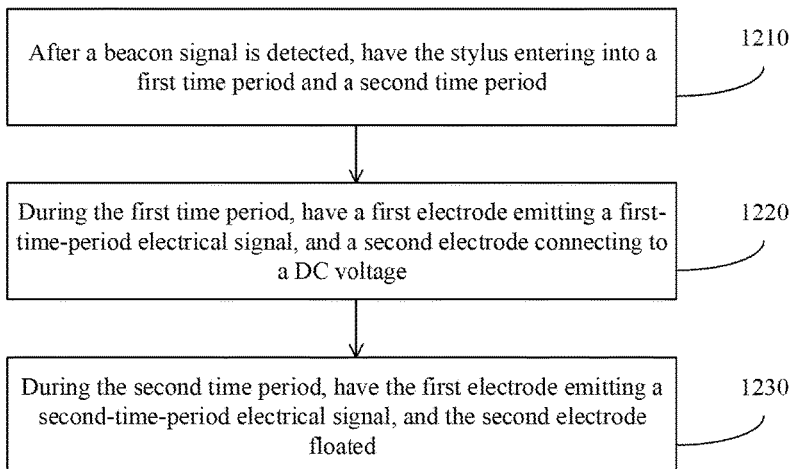 After a beacon signal is detected, have the stylus entering into a
first time period and a second time period
1210
During the first time period, have a first electrode emitting a first-
time-period electrical signal, and a second electrode connecting to
a DC voltage
1220
During the second time period, have the first electrode emitting a
second-time-period electrical signal, and the second electrode
floated
1230